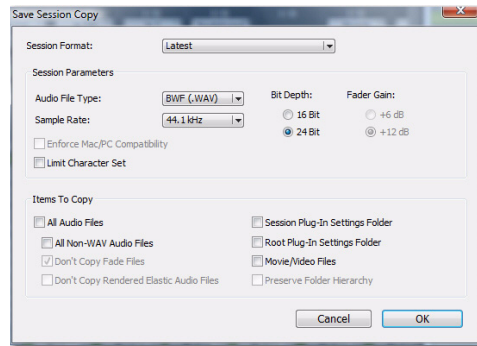 Save Session Copy
Session Format: Latest
Session Parameters
Audio File Type: BWF (.WAV) Bit Depth: Fader Gain:
Sample Rate: 44.1 kHz 16 Bit +6 dB
24 Bit +12 dB
Enforce Mac/PC Compatibility
Limit Character Set
Items To Copy
All Audio Files Session Plug-In Settings Folder
All Non-WAV Audio Files Root Plug-In Settings Folder
Don't Copy Fade Files Movie/Video Files
Don't Copy Rendered Elastic Audio Files Preserve Folder Hierarchy
Cancel OK